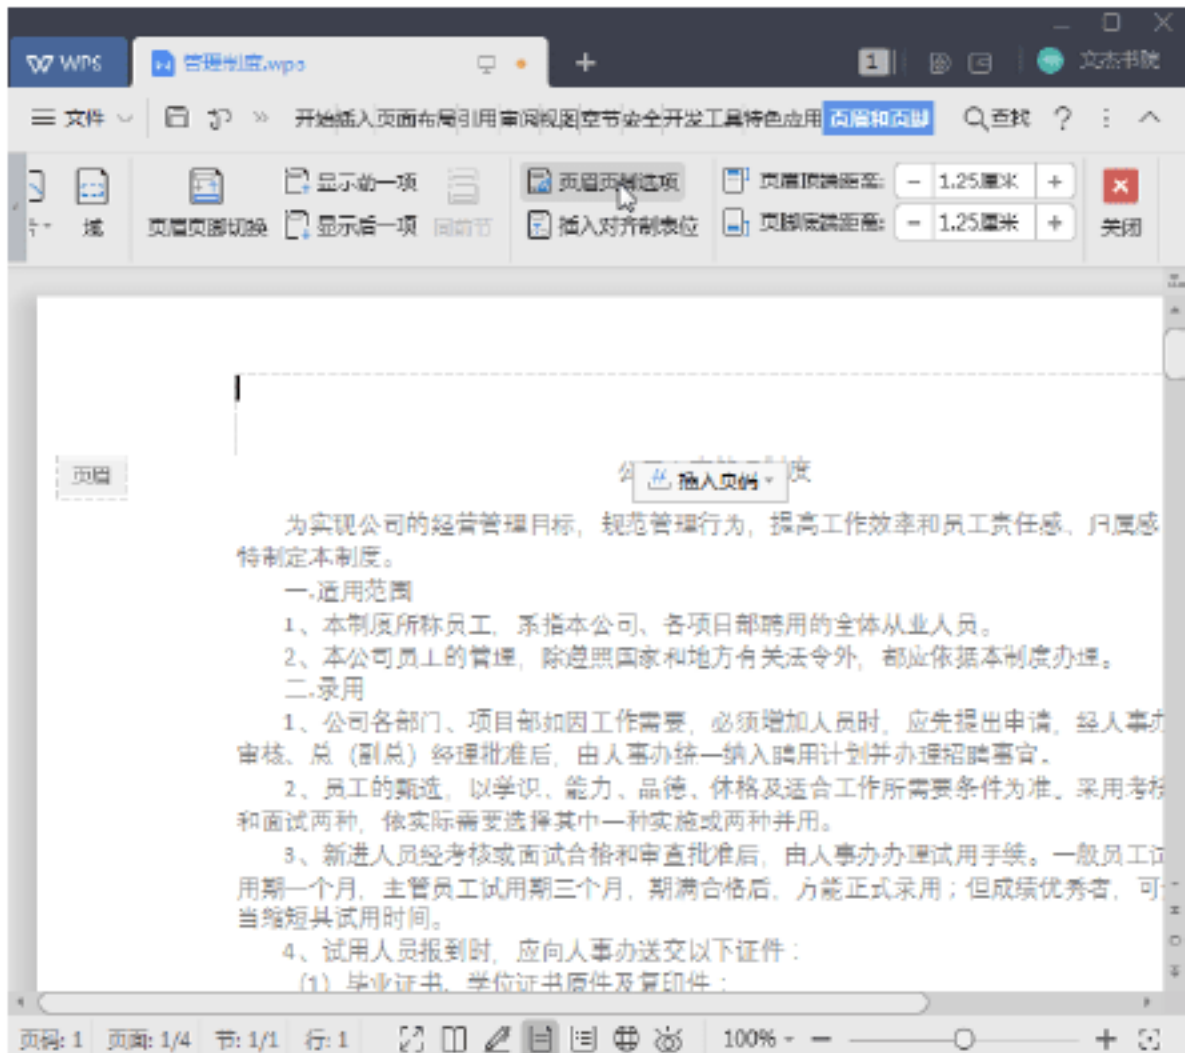 WPS
管理制度.wps
1
文杰书院
文件
开始插入页面布局引用审阅视图章节安全开发工具特色应用
页眉和页脚
查找
显示前一项
页眉页脚选项
页眉顶端距离: - 1.25厘米 +
域
页眉页脚切换
显示后一项
同前节
插入对齐制表位
页脚底端距离: - 1.25厘米 +
关闭
页眉
度
插入页码
为实现公司的经营管理目标，规范管理行为，提高工作效率和员工责任感、归属感
特制定本制度。
一.适用范围
1、本制度所称员工，系指本公司、各项目部聘用的全体从业人员。
2、本公司员工的管理，除遵照国家和地方有关法令外，都应依据本制度办理。
二.录用
1、公司各部门、项目部如因工作需要，必须增加人员时，应先提出申请，经人事办
审核、总（副总）经理批准后，由人事办统一纳入聘用计划并办理招聘事宜。
2、员工的甄选，以学识、能力、品德、体格及适合工作所需要条件为准。采用考核
和面试两种，依实际需要选择其中一种实施或两种并用。
3、新进人员经考核或面试合格和审查批准后，由人事办办理试用手续。一般员工试
用期一个月，主管员工试用期三个月，期满合格后，方能正式录用；但成绩优秀者，可
当缩短其试用时间。
4、试用人员报到时，应向人事办送交以下证件：
（1）毕业证书、学位证书原件及复印件；
页码: 1 页面: 1/4 节: 1/1 行: 1 100%